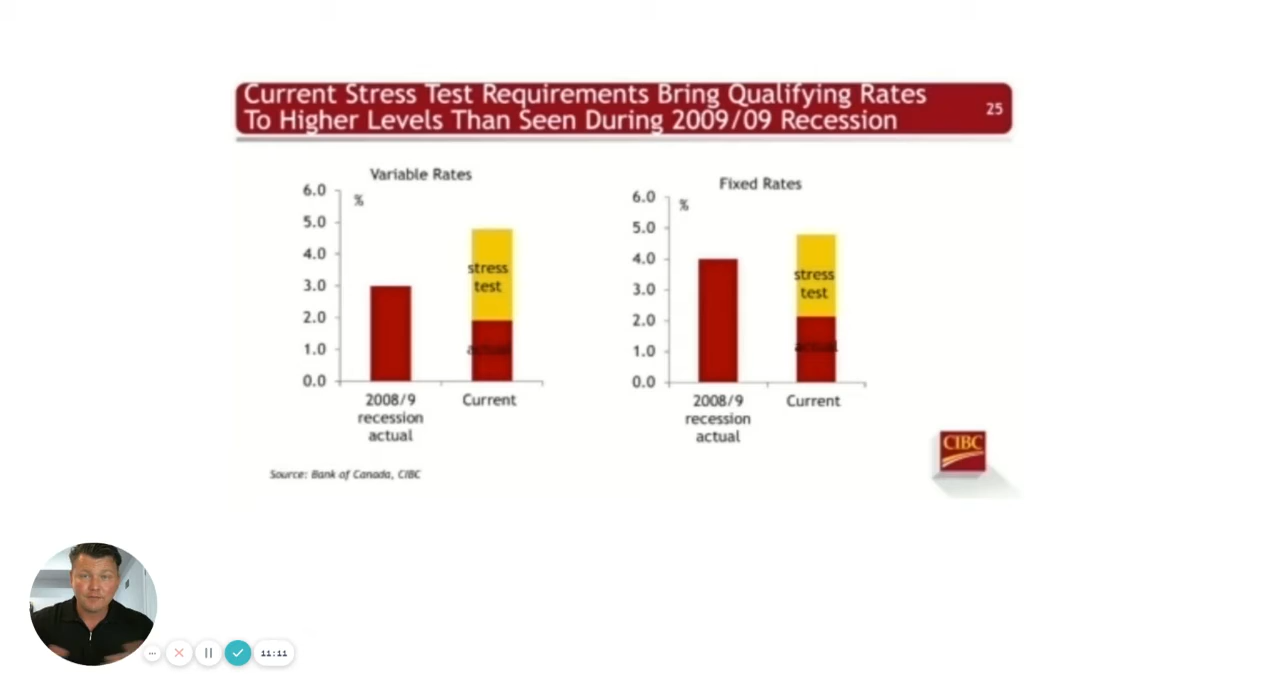 Current Stress Test Requirements Bring Qualifying Rates
To Higher Levels Than Seen During 2009/09 Recession
25
Variable Rates
%
6.0
5.0
4.0
3.0
2.0
1.0
0.0
stress
test
actual
2008/9
recession
actual
Current
Fixed Rates
%
6.0
5.0
4.0
3.0
2.0
1.0
0.0
stress
test
actual
2008/9
recession
actual
Current
Source: Bank of Canada, CIBC
CIBC
11:11